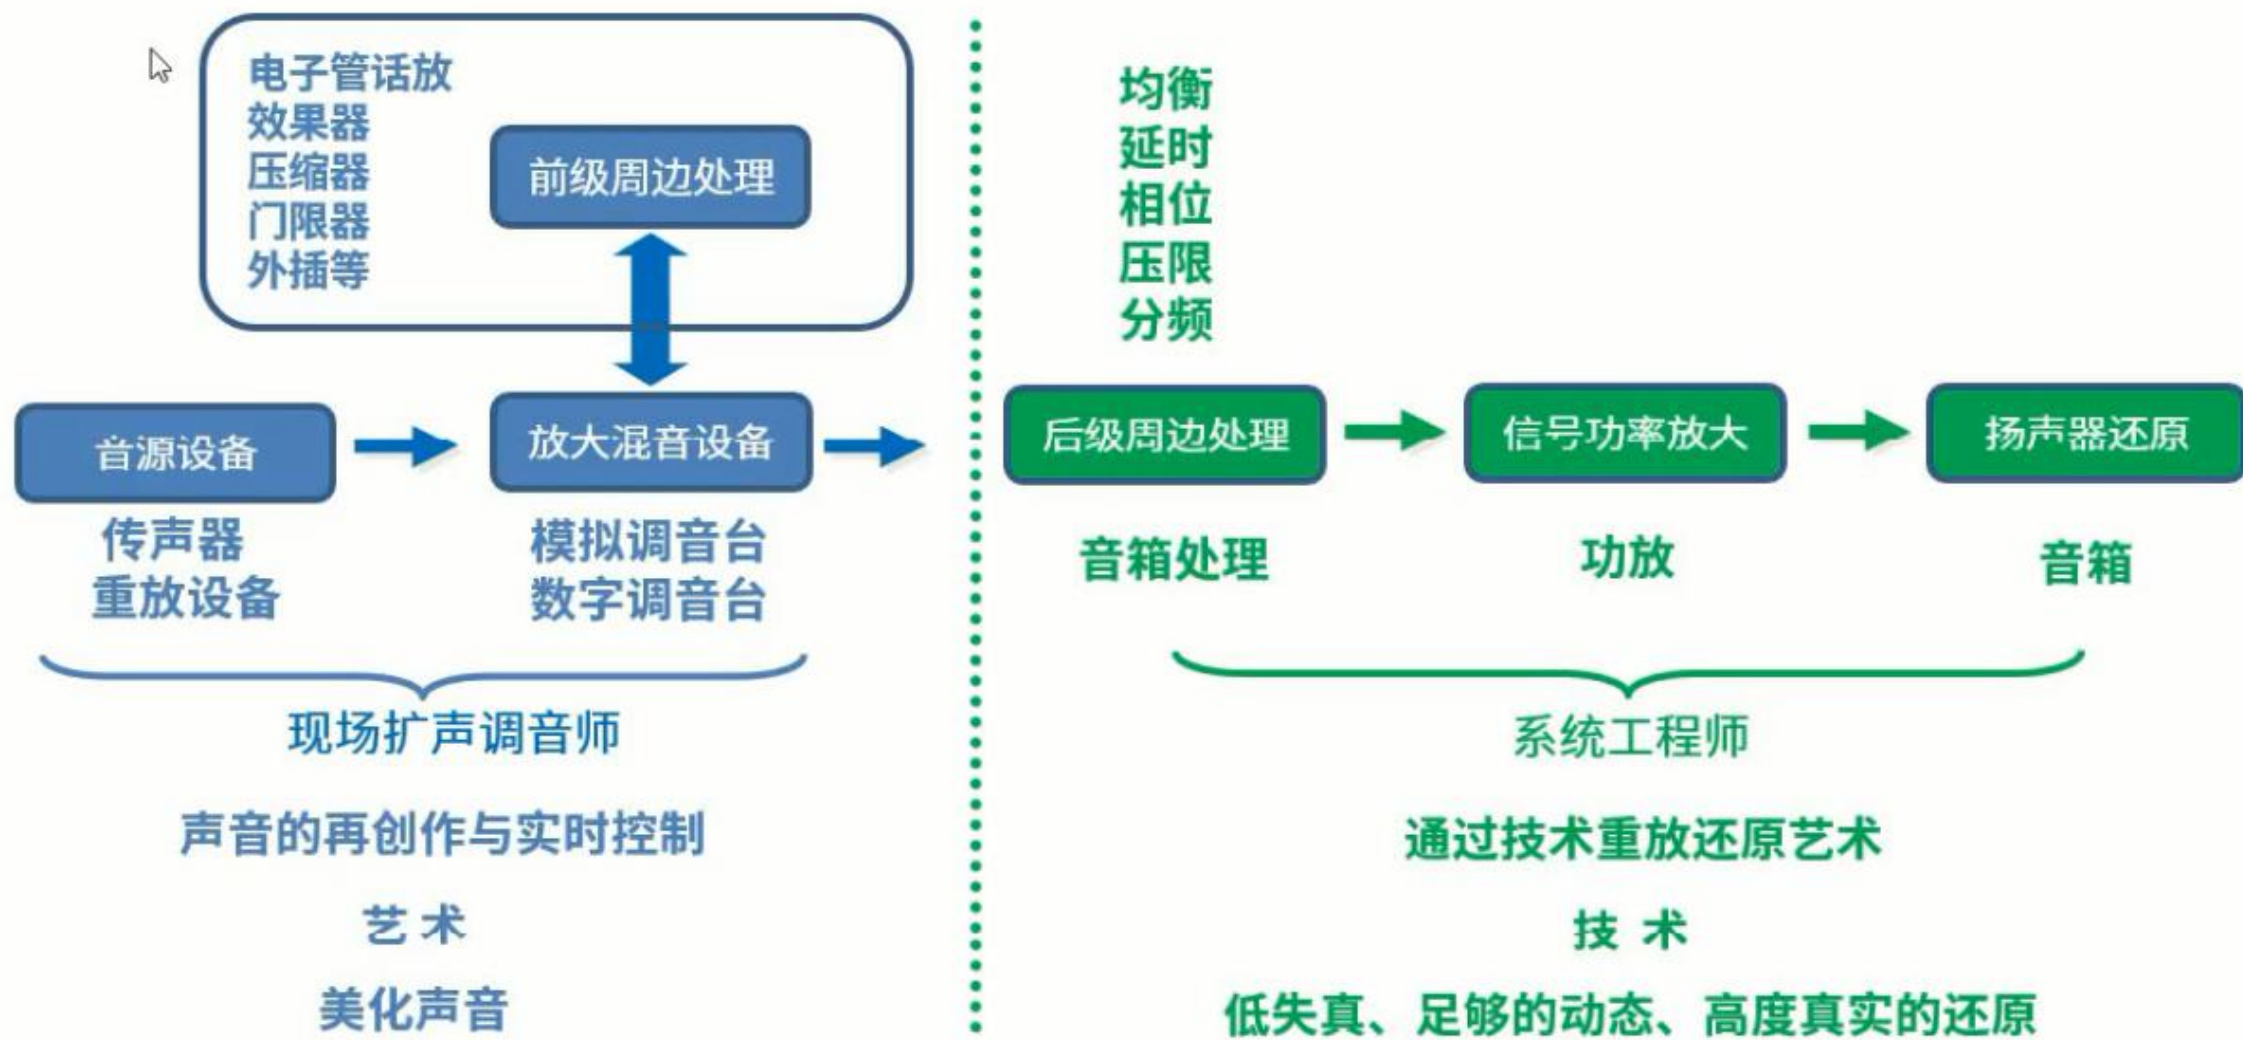 电子管话放
效果器
压缩器
门限器
外插等
前级周边处理
音源设备
放大混音设备
传声器
重放设备
模拟调音台
数字调音台
现场扩声调音师
声音的再创作与实时控制
艺术
美化声音
均衡
延时
相位
压限
分频
后级周边处理
信号功率放大
扬声器还原
音箱处理
功放
音箱
系统工程师
通过技术重放还原艺术
技 术
低失真、足够的动态、高度真实的还原